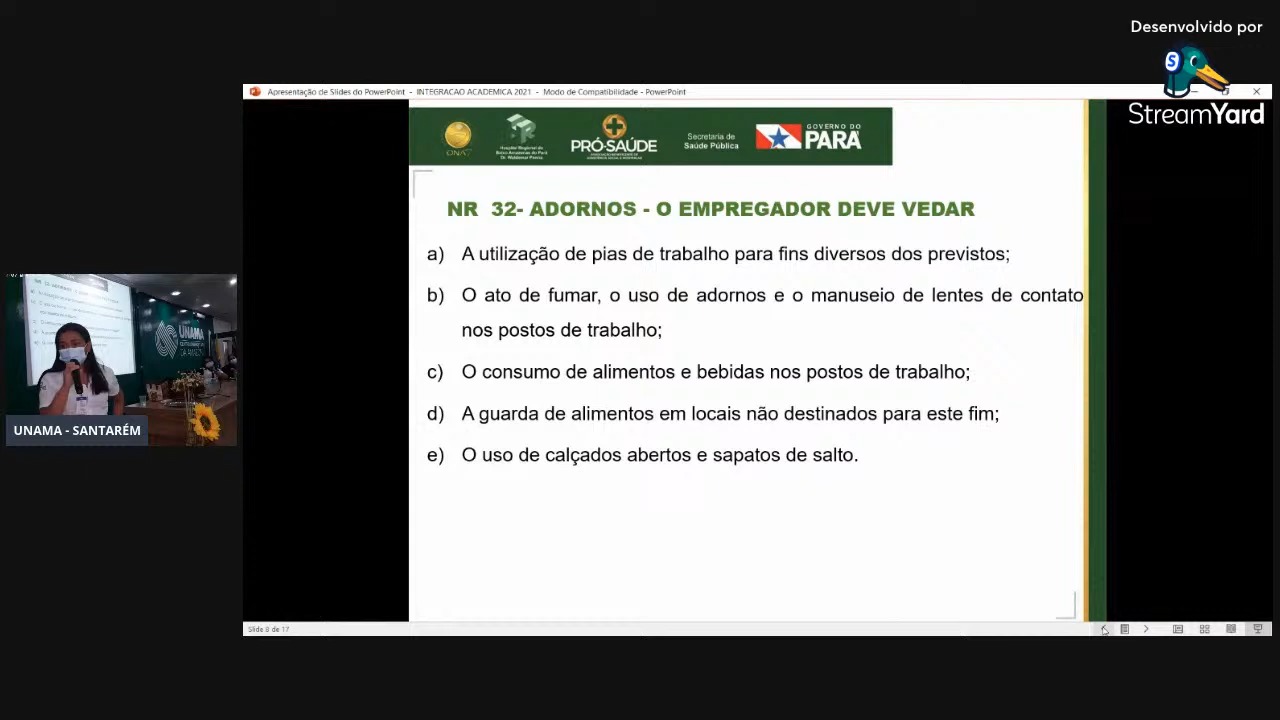 Desenvolvido por
StreamYard
Apresentação de Slides do PowerPoint - INTEGRACAO ACADEMICA 2021 - Modo de Compatibilidade - PowerPoint
ONA
Hospital Regional do
Baixo Amazonas do Pará
Dr. Waldemar Penna
PRÓ-SAÚDE
Secretaria de
Saúde Pública
GOVERNO DO
PARÁ
NR 32- ADORNOS - O EMPREGADOR DEVE VEDAR
a) A utilização de pias de trabalho para fins diversos dos previstos;
b) O ato de fumar, o uso de adornos e o manuseio de lentes de contato
nos postos de trabalho;
c) O consumo de alimentos e bebidas nos postos de trabalho;
d) A guarda de alimentos em locais não destinados para este fim;
e) O uso de calçados abertos e sapatos de salto.
UNAMA
UNAMA - SANTARÉM
Slide 9 de 17